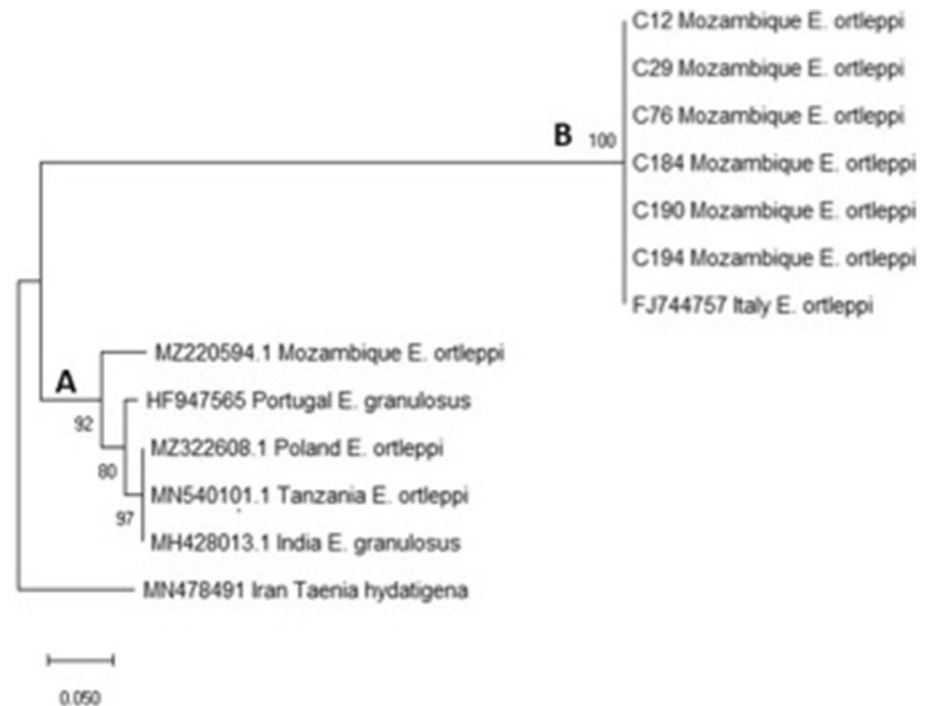 C12 Mozambique E. ortleppi
C29 Mozambique E. ortleppi
C76 Mozambique E. ortleppi
B
100
C184 Mozambique E. ortleppi
C190 Mozambique E. ortleppi
C194 Mozambique E. ortleppi
FJ744757 Italy E. ortleppi
MZ220594.1 Mozambique E. ortleppi
A
HF947565 Portugal E. granulosus
92
MZ322608.1 Poland E. ortleppi
80
MN540101.1 Tanzania E. ortleppi
97
MH428013.1 India E. granulosus
MN478491 Iran Taenia hydatigena
0.050